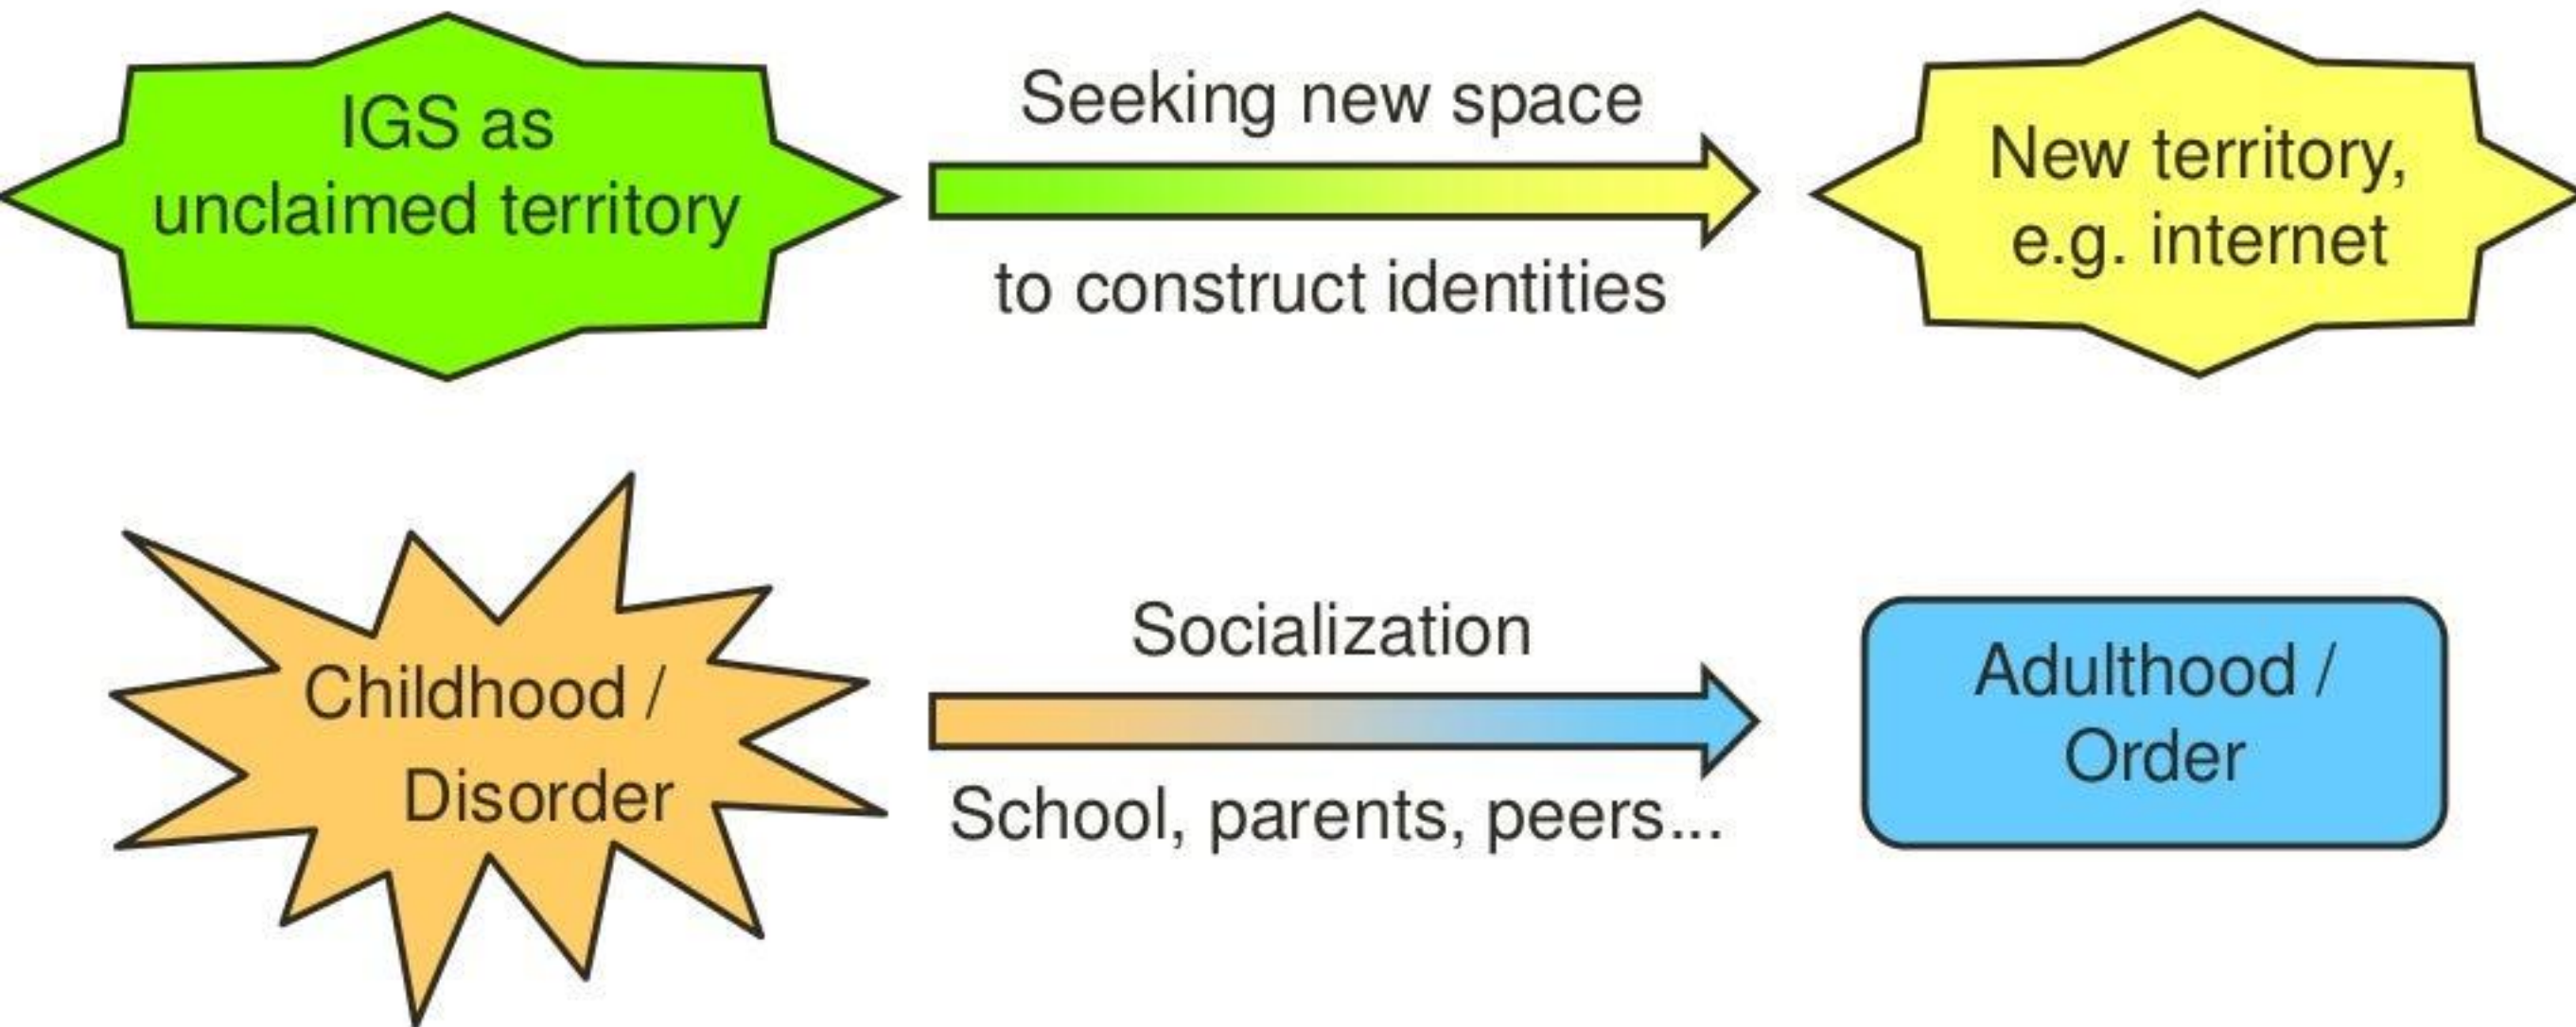 IGS as
unclaimed territory
Seeking new space
to construct identities
New territory,
e.g. internet
Childhood /
Disorder
Socialization
School, parents, peers...
Adulthood /
Order